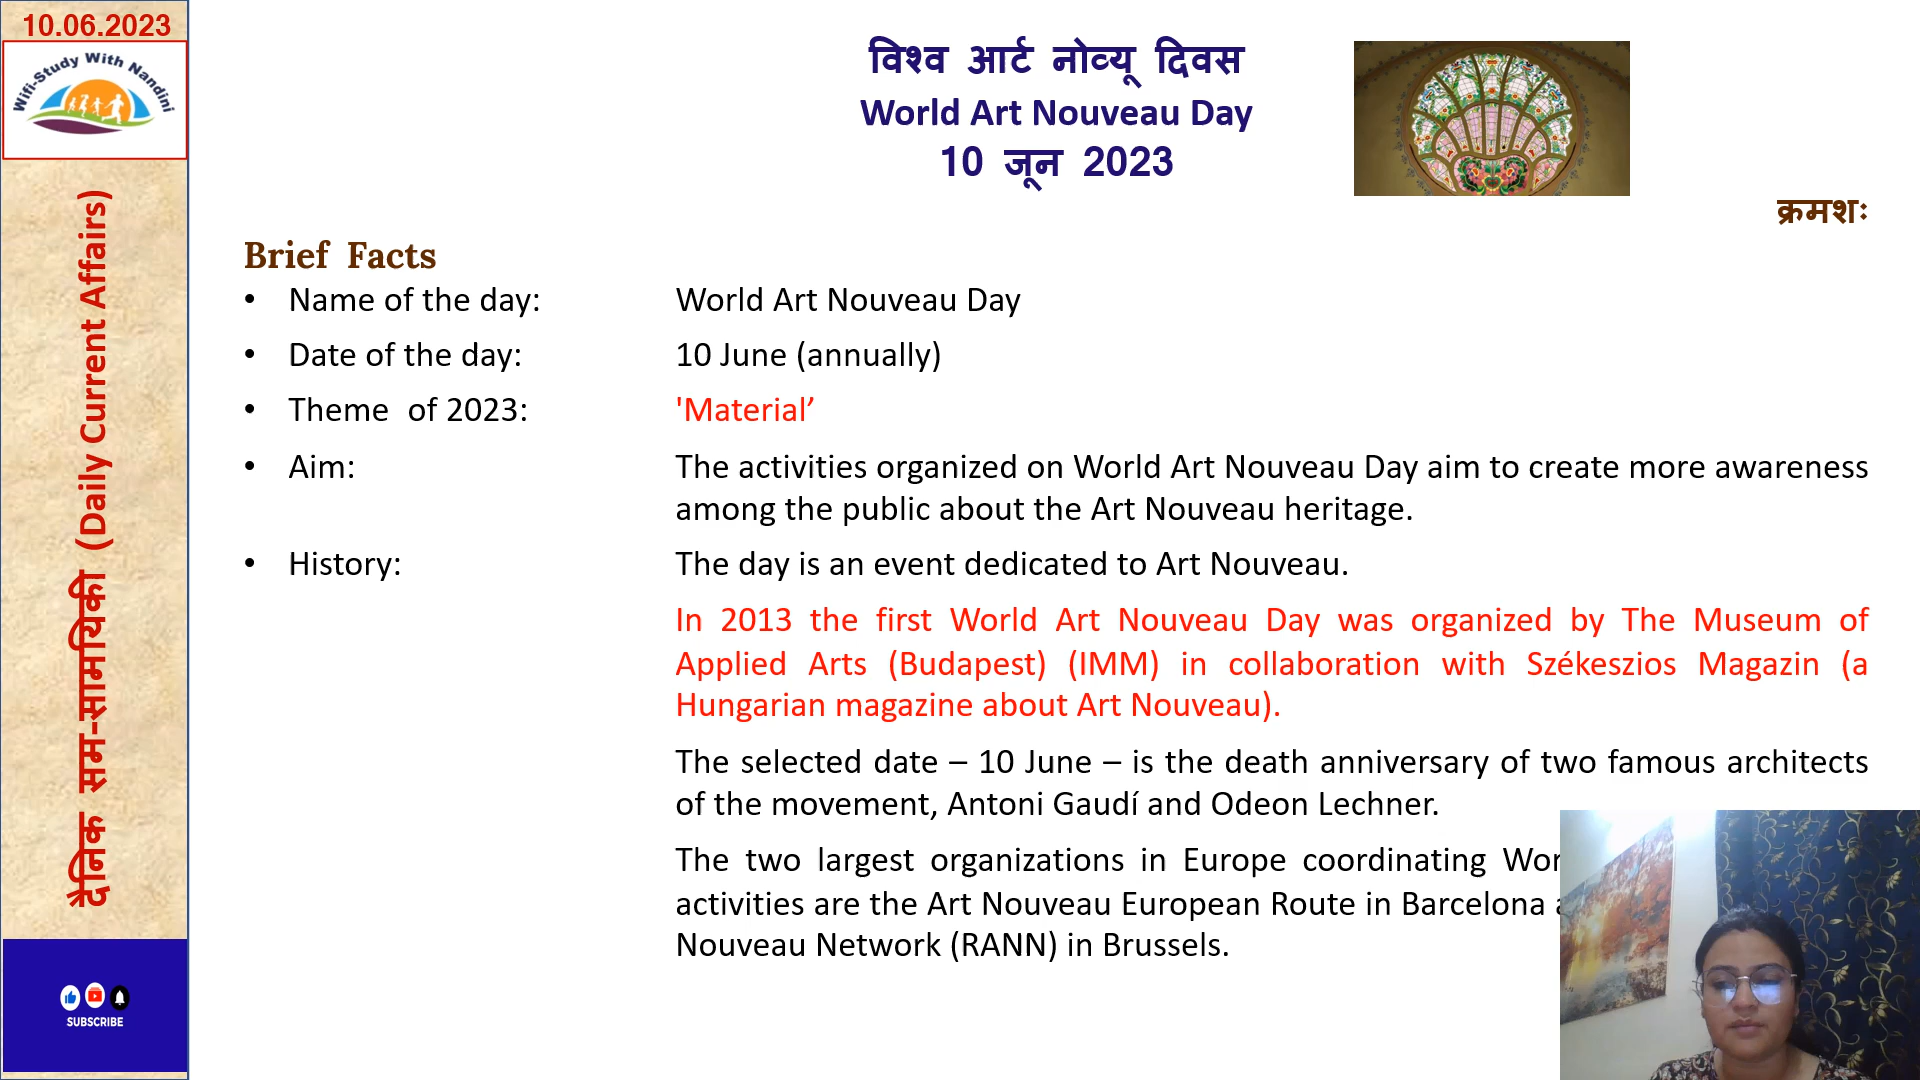 10.06.2023
Wifi-Study With Nandini
दैनिक सम-सामायिकी (Daily Current Affairs)
SUBSCRIBE
विश्व आर्ट नोव्यू दिवस
World Art Nouveau Day
10 जून 2023
क्रमशः
Brief Facts
• Name of the day: World Art Nouveau Day
• Date of the day: 10 June (annually)
• Theme of 2023: 'Material’
• Aim: The activities organized on World Art Nouveau Day aim to create more awareness
among the public about the Art Nouveau heritage.
• History: The day is an event dedicated to Art Nouveau.
In 2013 the first World Art Nouveau Day was organized by The Museum of
Applied Arts (Budapest) (IMM) in collaboration with Székeszios Magazin (a
Hungarian magazine about Art Nouveau).
The selected date – 10 June – is the death anniversary of two famous architects
of the movement, Antoni Gaudí and Odeon Lechner.
The two largest organizations in Europe coordinating
activities are the Art Nouveau European Route in Barcelona
Nouveau Network (RANN) in Brussels.